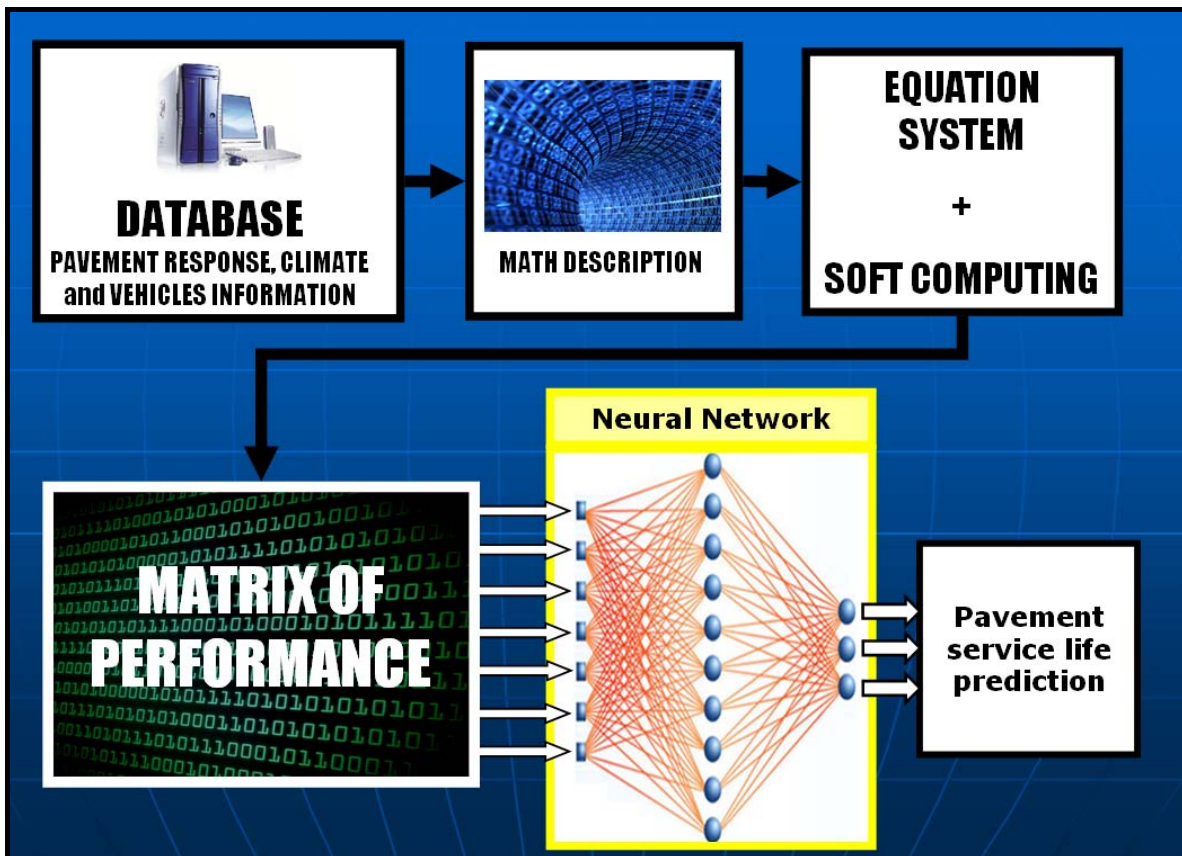 DATABASE
PAVEMENT RESPONSE, CLIMATE
and VEHICLES INFORMATION
MATH DESCRIPTION
EQUATION
SYSTEM
+
SOFT COMPUTING
Neural Network
MATRIX OF
PERFORMANCE
Pavement
service life
prediction